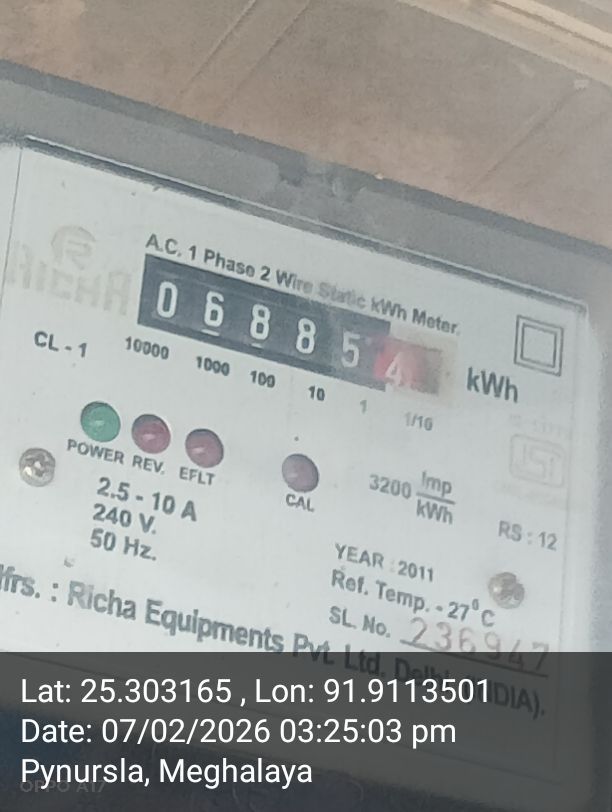 RICHA
A.C. 1 Phase 2 Wire Static kWh Meter.
0 6 8 8 5 4
kWh
CL - 1
10000 1000 100 10 1 1/10
POWER REV. EFLT
CAL
3200 Imp/kWh
ISI
RS : 12
2.5 - 10 A
240 V.
50 Hz.
YEAR : 2011
Ref. Temp. - 27°C
SL. No. 236947
Mfrs. : Richa Equipments Pvt. Ltd. Delhi (INDIA).
Lat: 25.303165 , Lon: 91.9113501
Date: 07/02/2026 03:25:03 pm
Pynursla, Meghalaya
OPPO A17